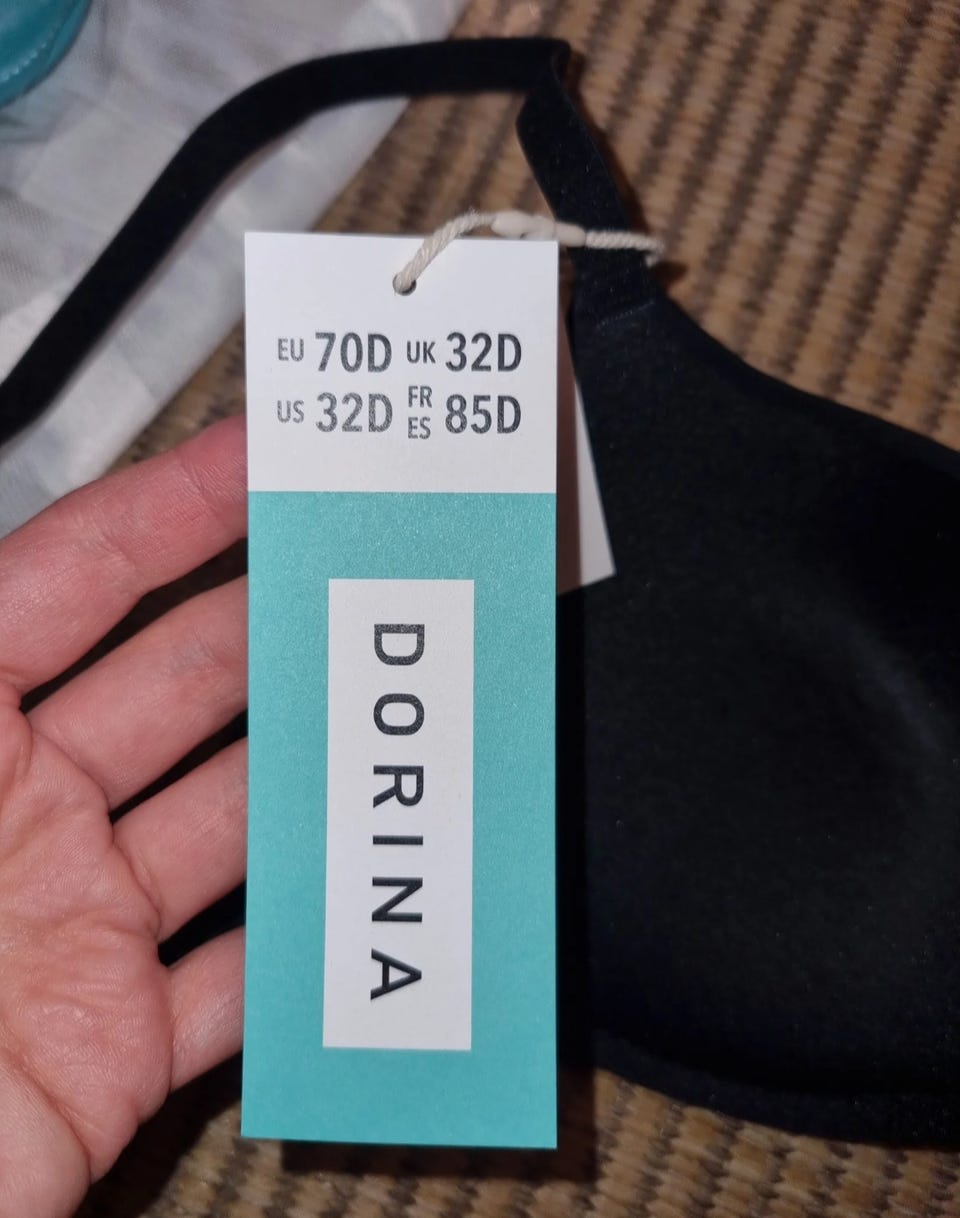 EU 70D UK 32D
US 32D FR ES 85D
DORINA